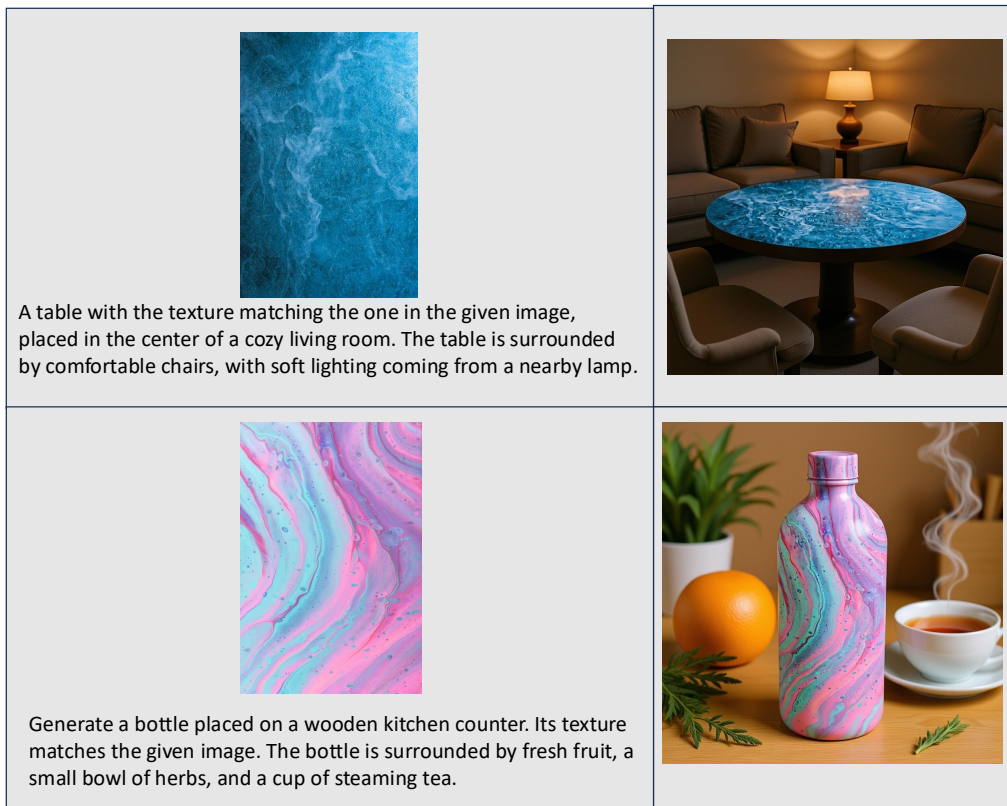 A table with the texture matching the one in the given image,
placed in the center of a cozy living room. The table is surrounded
by comfortable chairs, with soft lighting coming from a nearby lamp.
Generate a bottle placed on a wooden kitchen counter. Its texture
matches the given image. The bottle is surrounded by fresh fruit, a
small bowl of herbs, and a cup of steaming tea.